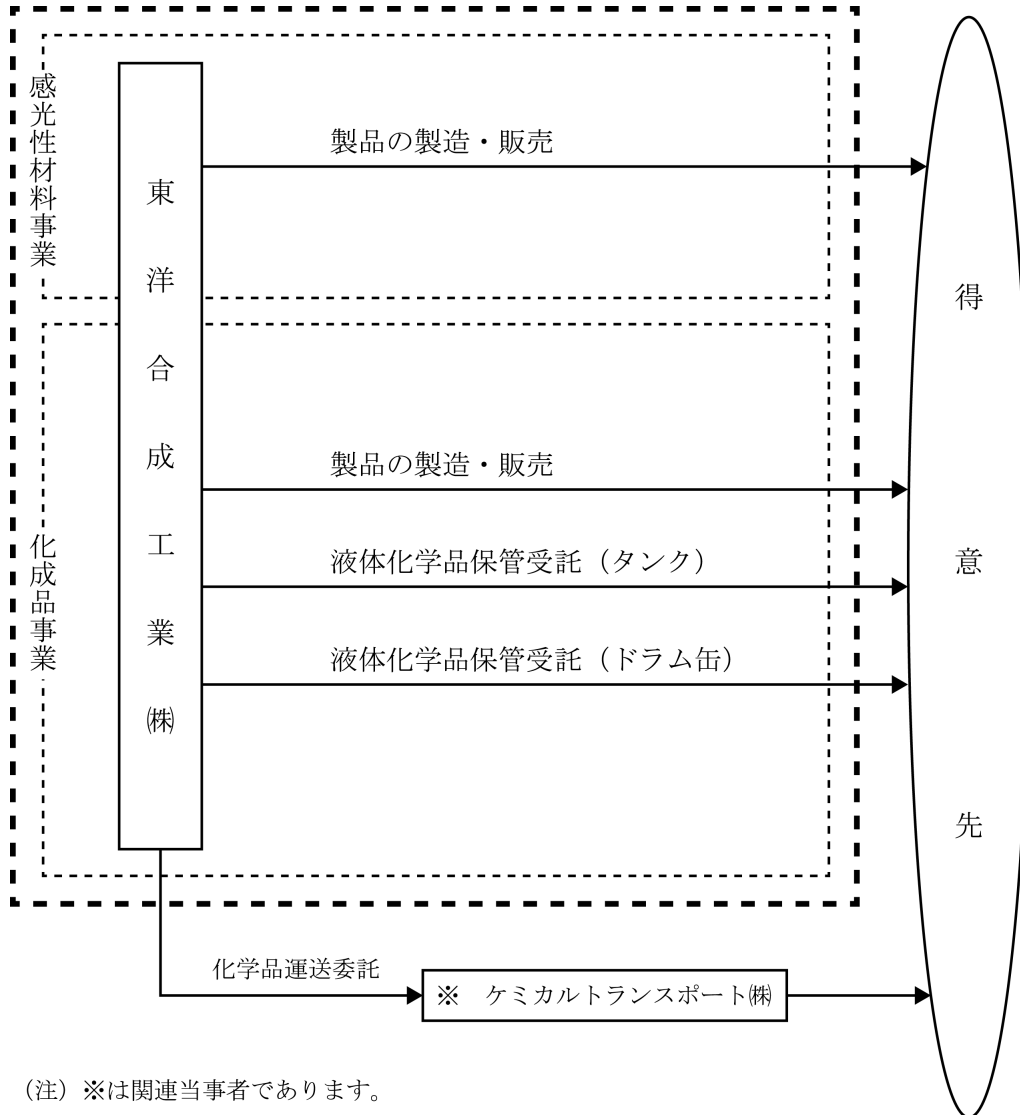 感光性材料事業
東洋合成工業㈱
製品の製造・販売
得意先
化成品事業
製品の製造・販売
液体化学品保管受託（タンク）
液体化学品保管受託（ドラム缶）
化学品運送委託
※　ケミカルトランスポート㈱
（注）※は関連当事者であります。